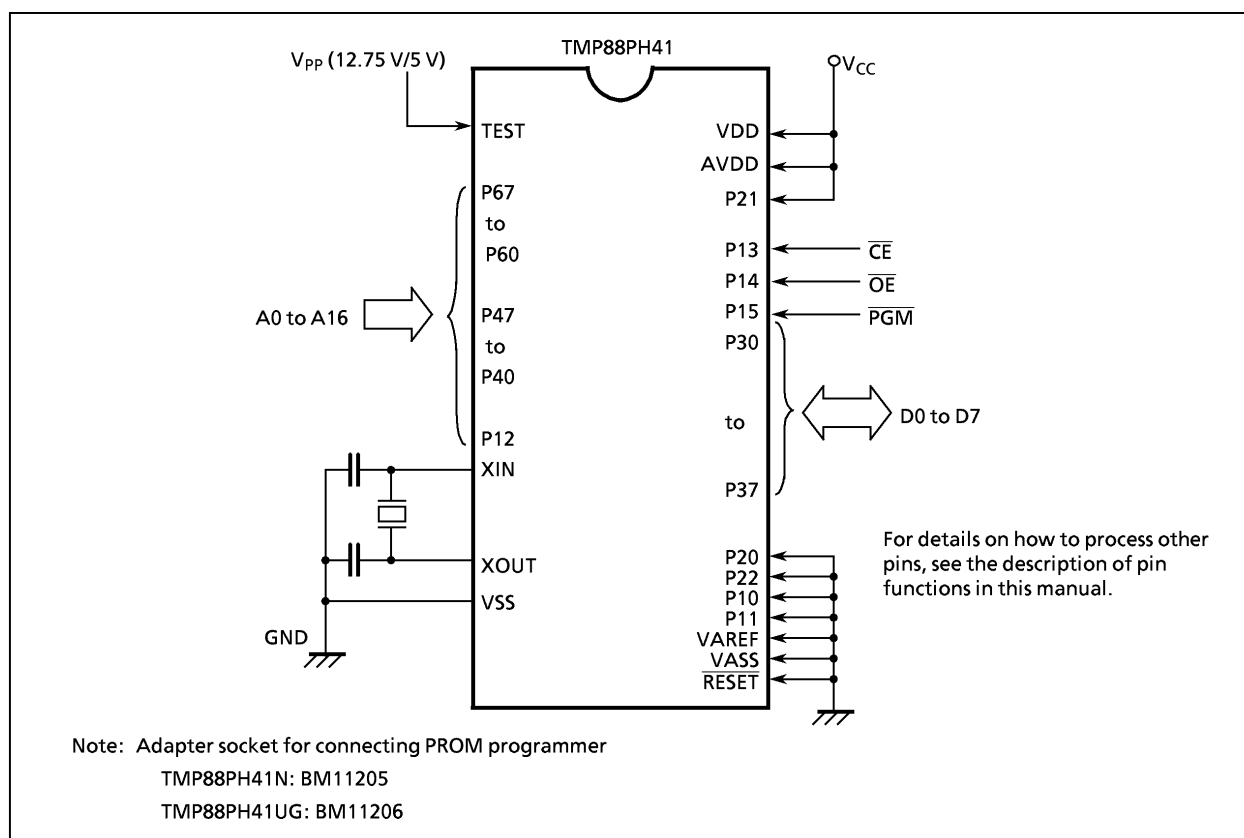 TMP88PH41
VPP (12.75 V/5 V)
VCC
TEST
P67
to
P60
P47
to
P40
P12
A0 to A16
XIN
XOUT
VSS
GND
VDD
AVDD
P21
P13
P14
P15
P30
to
P37
CE
OE
PGM
D0 to D7
P20
P22
P10
P11
VAREF
VASS
RESET
For details on how to process other
pins, see the description of pin
functions in this manual.
Note: Adapter socket for connecting PROM programmer
TMP88PH41N: BM11205
TMP88PH41UG: BM11206